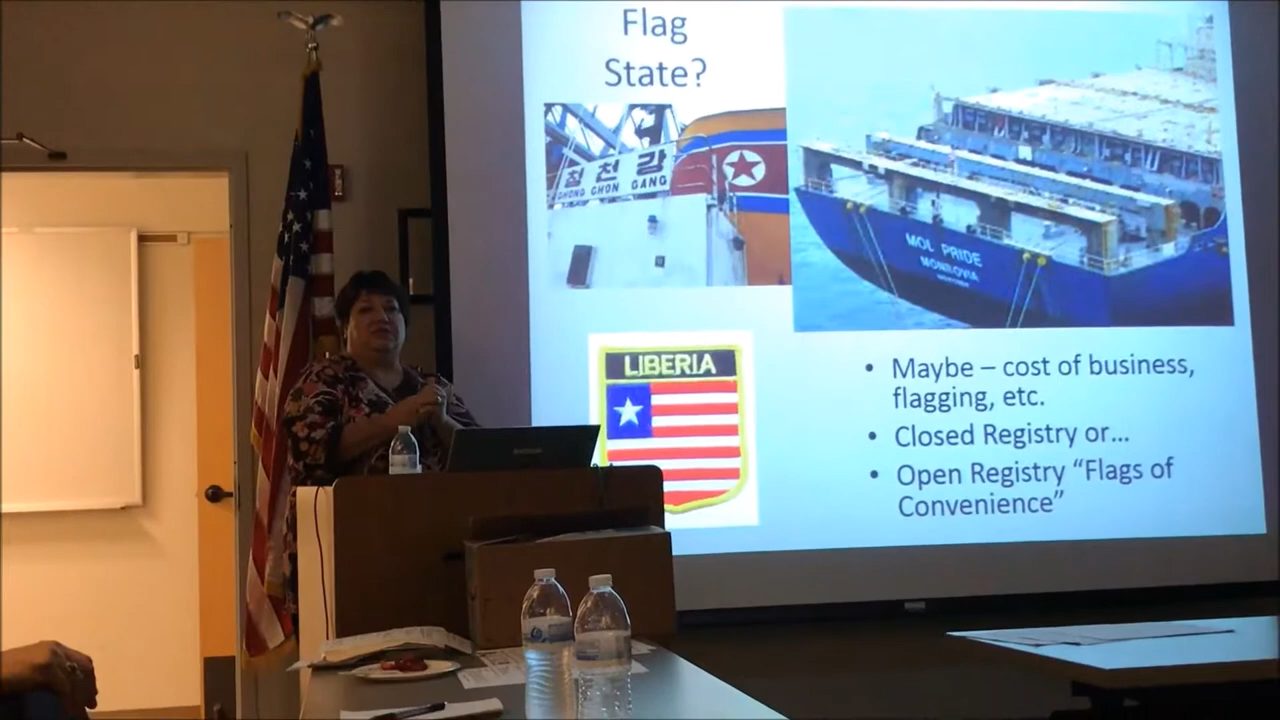 Flag
State?
청 천 강
CHONG CHON GANG
MOL PRIDE
MONROVIA
LIBERIA
• Maybe – cost of business,
flagging, etc.
• Closed Registry or…
• Open Registry “Flags of
Convenience”